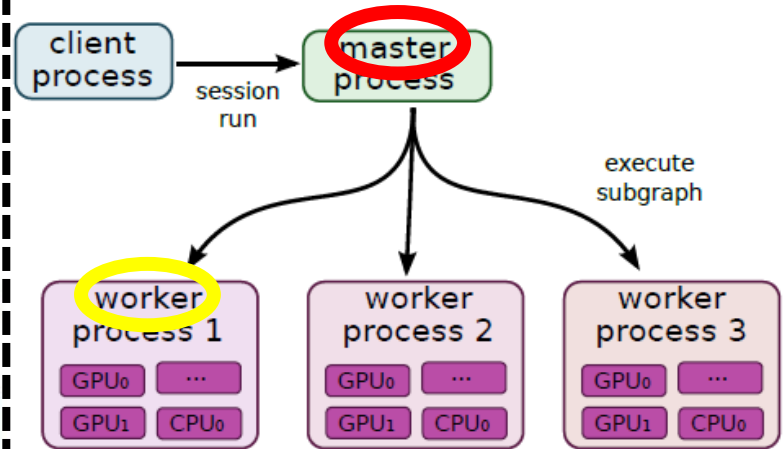 client
process
session
run
master
process
execute
subgraph
worker
process 1
GPU₀
...
GPU₁
CPU₀
worker
process 2
GPU₀
...
GPU₁
CPU₀
worker
process 3
GPU₀
...
GPU₁
CPU₀